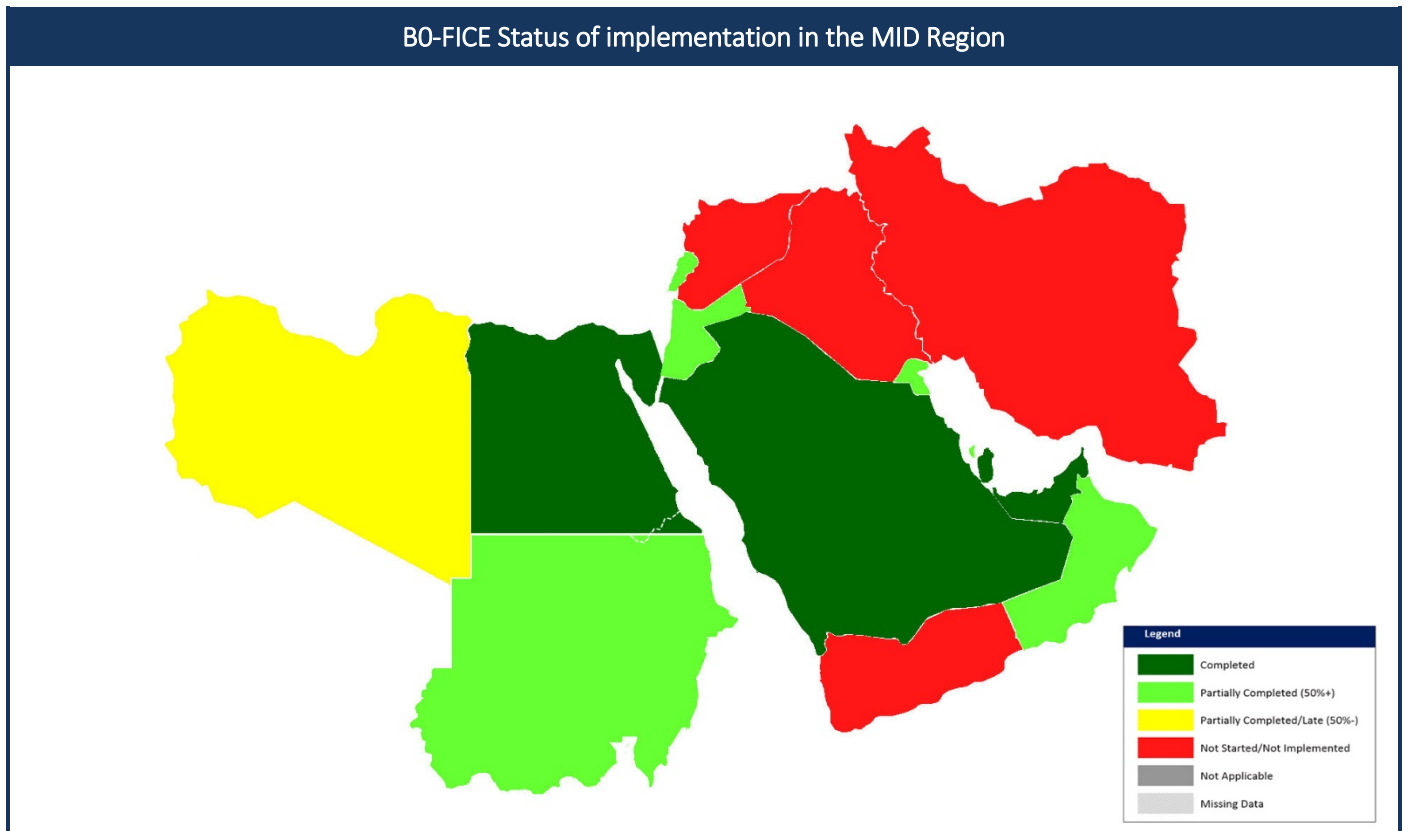 B0-FICE Status of implementation in the MID Region
Legend
Completed
Partially Completed (50%+)
Partially Completed/Late (50%-)
Not Started/Not Implemented
Not Applicable
Missing Data